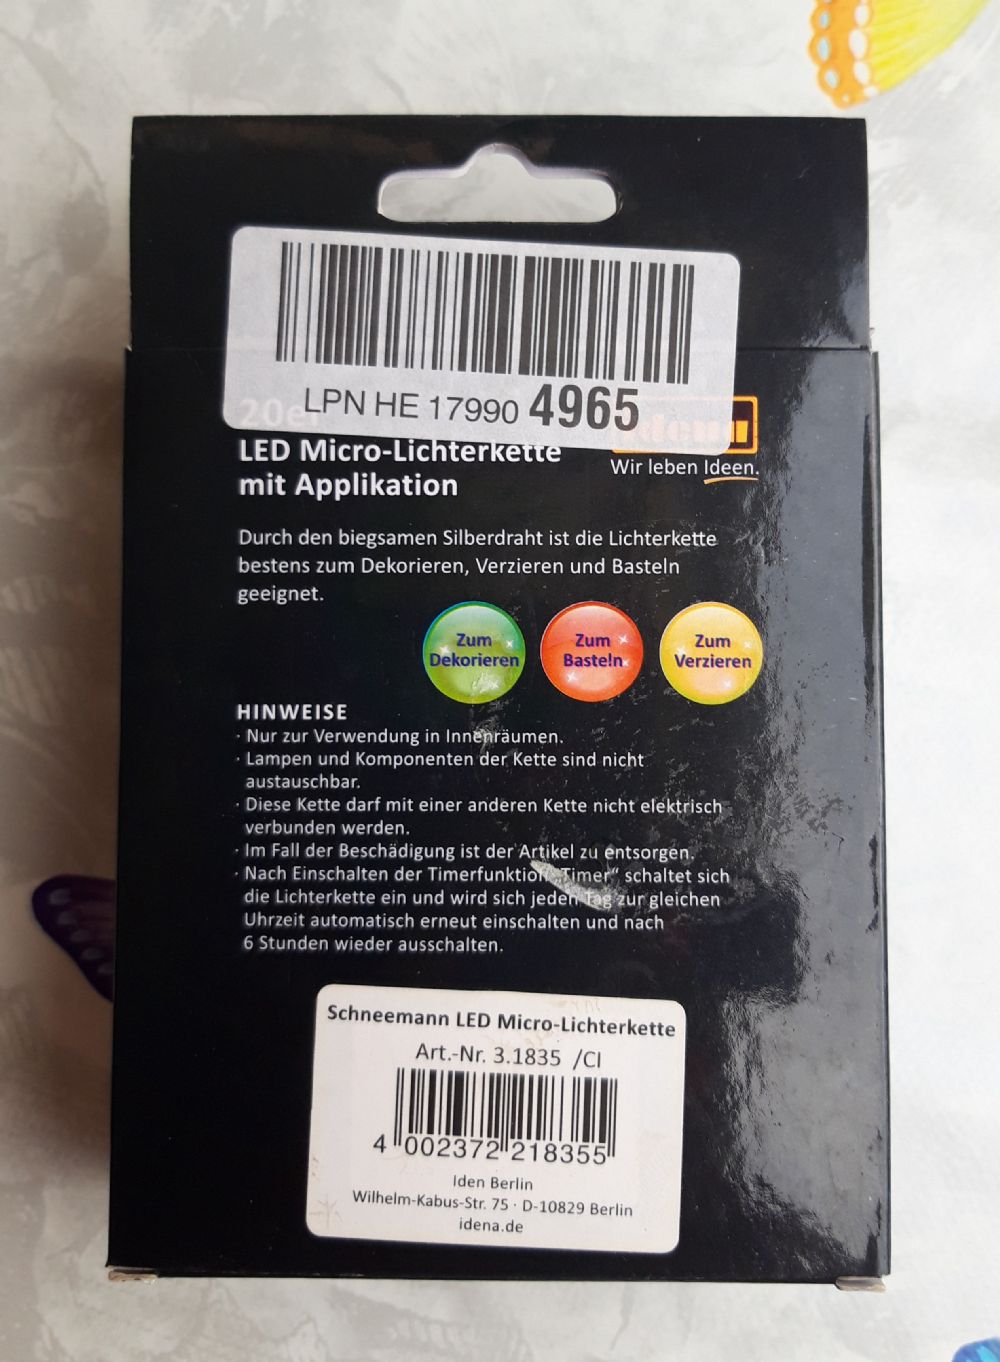 LPN HE 17990 4965
20er
idena
LED Micro-Lichterkette
mit Applikation
Wir leben Ideen.
Durch den biegsamen Silberdraht ist die Lichterkette
bestens zum Dekorieren, Verzieren und Basteln
geeignet.
Zum
Dekorieren
Zum
Basteln
Zum
Verzieren
HINWEISE
· Nur zur Verwendung in Innenräumen.
· Lampen und Komponenten der Kette sind nicht
austauschbar.
· Diese Kette darf mit einer anderen Kette nicht elektrisch
verbunden werden.
· Im Fall der Beschädigung ist der Artikel zu entsorgen.
· Nach Einschalten der Timerfunktion „Timer“ schaltet sich
die Lichterkette ein und wird sich jeden Tag zur gleichen
Uhrzeit automatisch erneut einschalten und nach
6 Stunden wieder ausschalten.
Schneemann LED Micro-Lichterkette
Art.-Nr. 3.1835 /CI
4 002372 218355
Iden Berlin
Wilhelm-Kabus-Str. 75 · D-10829 Berlin
idena.de